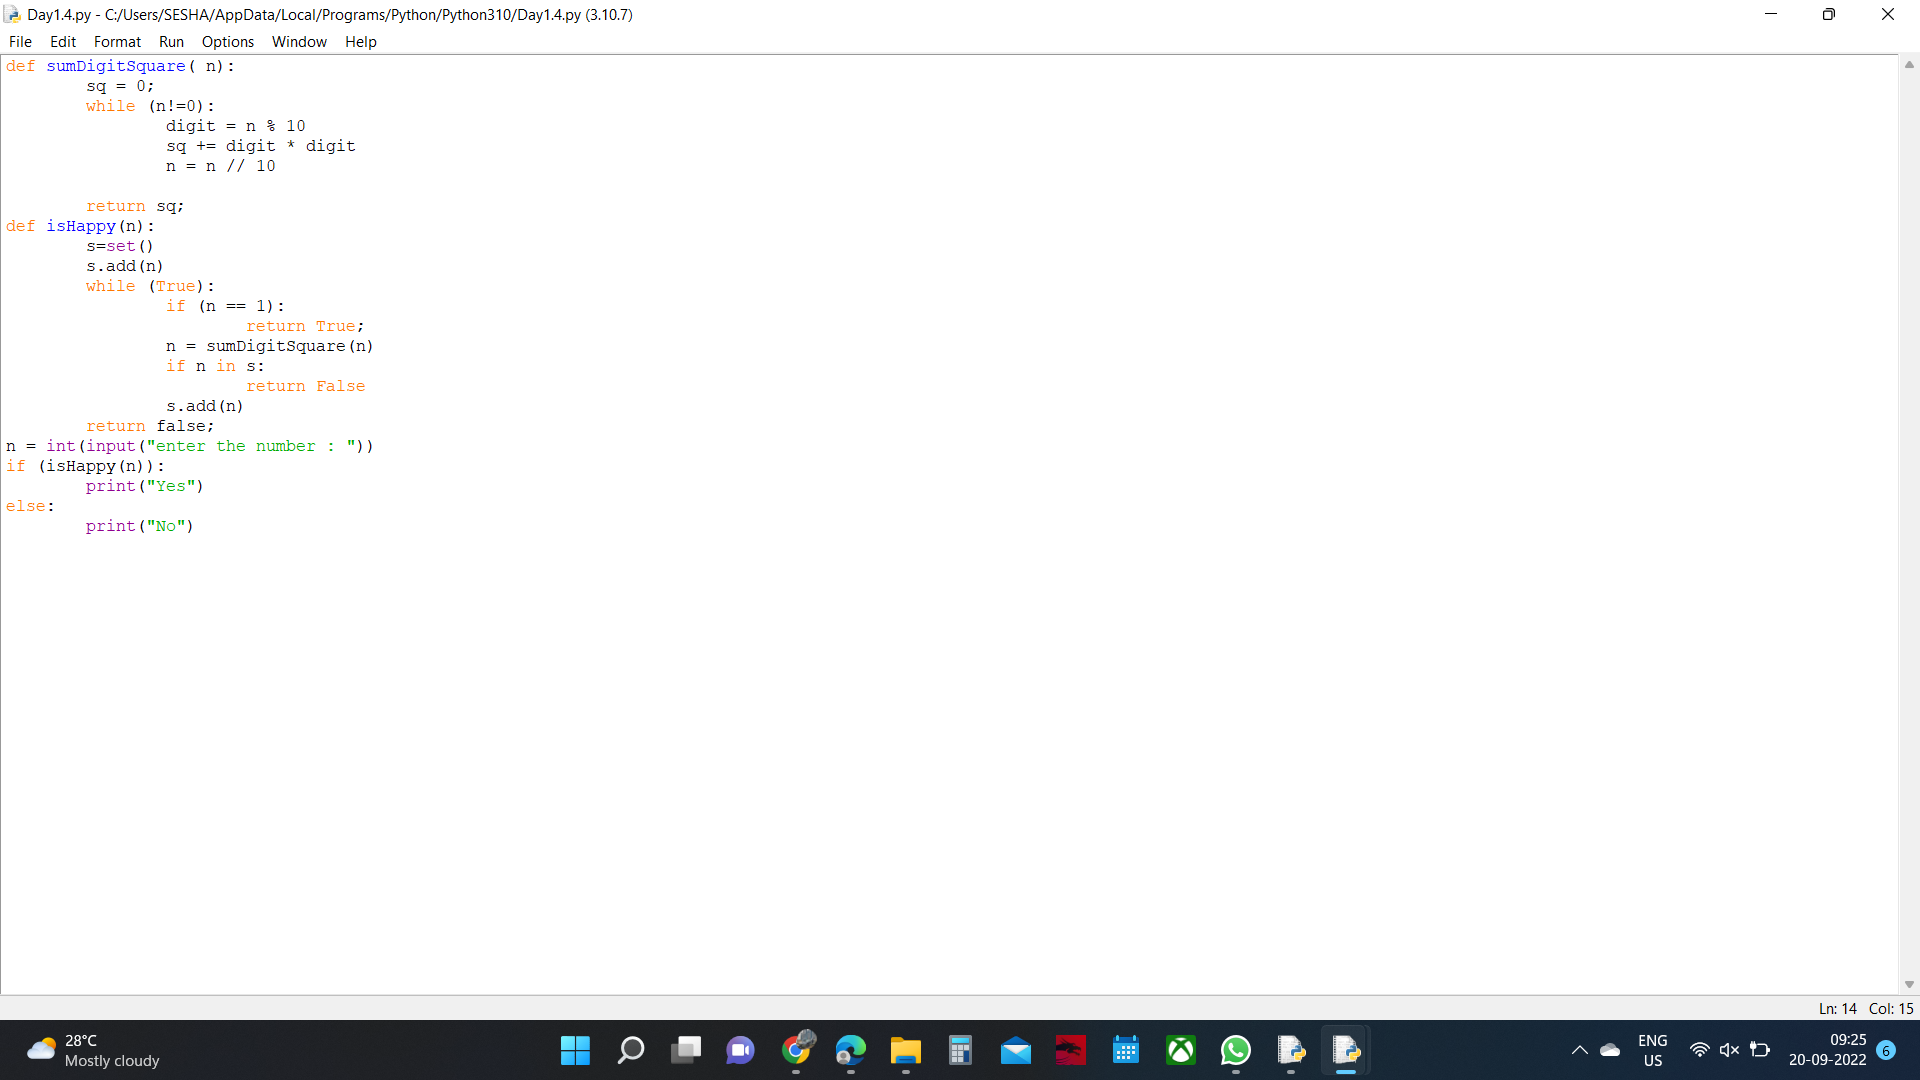 Day1.4.py - C:/Users/SESHA/AppData/Local/Programs/Python/Python310/Day1.4.py (3.10.7)
File Edit Format Run Options Window Help
def sumDigitSquare( n):
        sq = 0;
        while (n!=0):
                digit = n % 10
                sq += digit * digit
                n = n // 10

        return sq;
def isHappy(n):
        s=set()
        s.add(n)
        while (True):
                if (n == 1):
                        return True;
                n = sumDigitSquare(n)
                if n in s:
                        return False
                s.add(n)
        return false;
n = int(input("enter the number : "))
if (isHappy(n)):
        print("Yes")
else:
        print("No")
Ln: 14 Col: 15
28°C
Mostly cloudy
ENG
US
09:25
20-09-2022
6